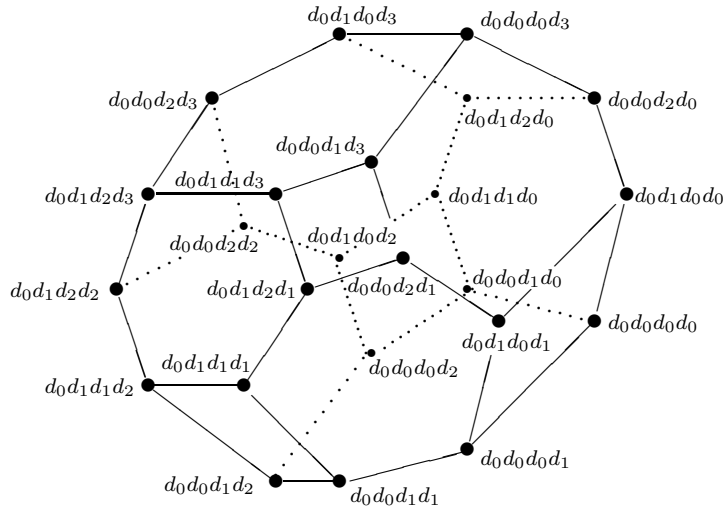 d₀d₁d₀d₃
d₀d₀d₀d₃
d₀d₀d₂d₃
d₀d₀d₂d₀
d₀d₁d₂d₀
d₀d₀d₁d₃
d₀d₁d₂d₃
d₀d₁d₁d₃
d₀d₁d₁d₀
d₀d₁d₀d₀
d₀d₀d₂d₂
d₀d₁d₀d₂
d₀d₁d₂d₂
d₀d₁d₂d₁
d₀d₀d₂d₁
d₀d₀d₁d₀
d₀d₀d₀d₀
d₀d₁d₀d₁
d₀d₁d₁d₁
d₀d₀d₀d₂
d₀d₁d₁d₂
d₀d₀d₀d₁
d₀d₀d₁d₂
d₀d₀d₁d₁